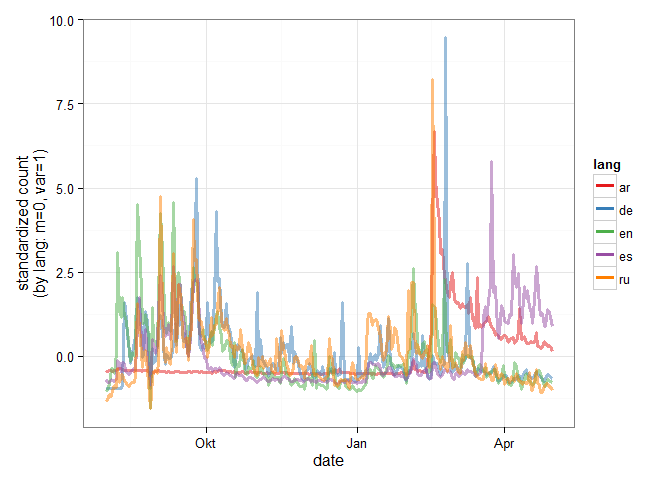 10.0
7.5
5.0
2.5
0.0
standardized count
(by lang: m=0, var=1)
Okt
Jan
Apr
date
lang
ar
de
en
es
ru